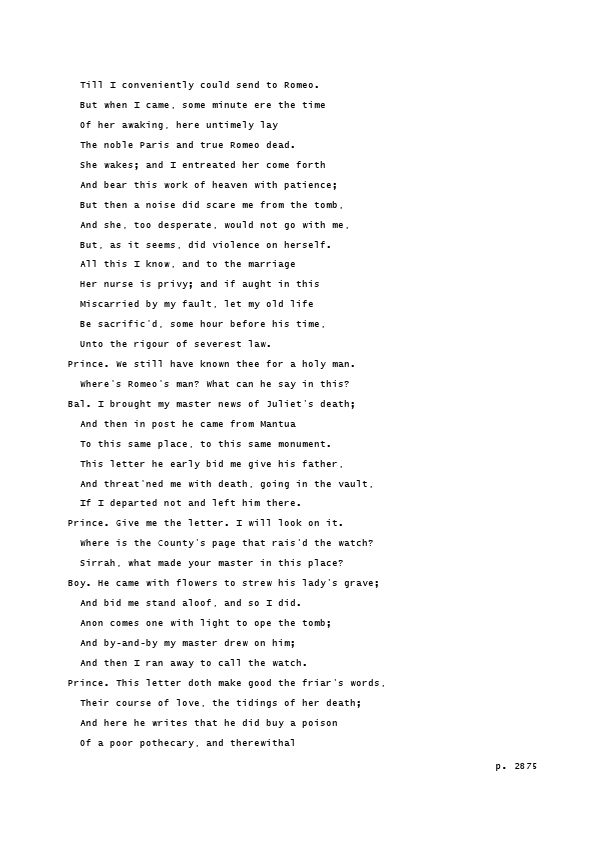 Till I conveniently could send to Romeo.
But when I came, some minute ere the time
Of her awaking, here untimely lay
The noble Paris and true Romeo dead.
She wakes; and I entreated her come forth
And bear this work of heaven with patience;
But then a noise did scare me from the tomb,
And she, too desperate, would not go with me,
But, as it seems, did violence on herself.
All this I know, and to the marriage
Her nurse is privy; and if aught in this
Miscarried by my fault, let my old life
Be sacrific'd, some hour before his time,
Unto the rigour of severest law.
Prince. We still have known thee for a holy man.
Where's Romeo's man? What can he say in this?
Bal. I brought my master news of Juliet's death;
And then in post he came from Mantua
To this same place, to this same monument.
This letter he early bid me give his father,
And threat'ned me with death, going in the vault,
If I departed not and left him there.
Prince. Give me the letter. I will look on it.
Where is the County's page that rais'd the watch?
Sirrah, what made your master in this place?
Boy. He came with flowers to strew his lady's grave;
And bid me stand aloof, and so I did.
Anon comes one with light to ope the tomb;
And by-and-by my master drew on him;
And then I ran away to call the watch.
Prince. This letter doth make good the friar's words,
Their course of love, the tidings of her death;
And here he writes that he did buy a poison
Of a poor pothecary, and therewithal
p. 2875